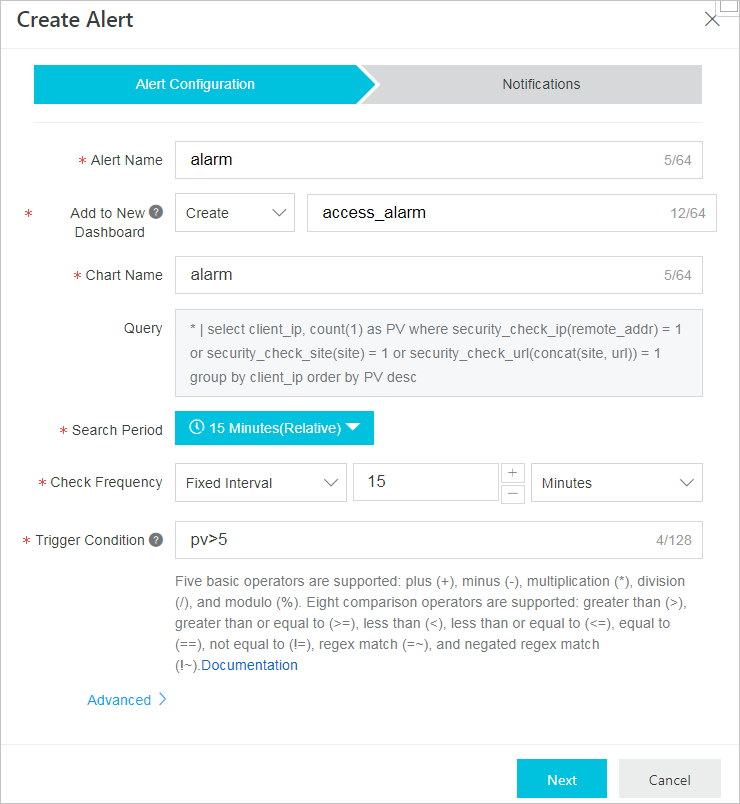 Create Alert
Alert Configuration
Notifications
* Alert Name
alarm
5/64
* Add to New ?
Dashboard
Create
access_alarm
12/64
* Chart Name
alarm
5/64
Query
* | select client_ip, count(1) as PV where security_check_ip(remote_addr) = 1
or security_check_site(site) = 1 or security_check_url(concat(site, url)) = 1
group by client_ip order by PV desc
* Search Period
15 Minutes(Relative)
* Check Frequency
Fixed Interval
15
+
−
Minutes
* Trigger Condition ?
pv>5
4/128
Five basic operators are supported: plus (+), minus (-), multiplication (*), division
(/), and modulo (%). Eight comparison operators are supported: greater than (>),
greater than or equal to (>=), less than (<), less than or equal to (<=), equal to
(==), not equal to (!=), regex match (=~), and negated regex match
(!~).Documentation
Advanced
Next
Cancel